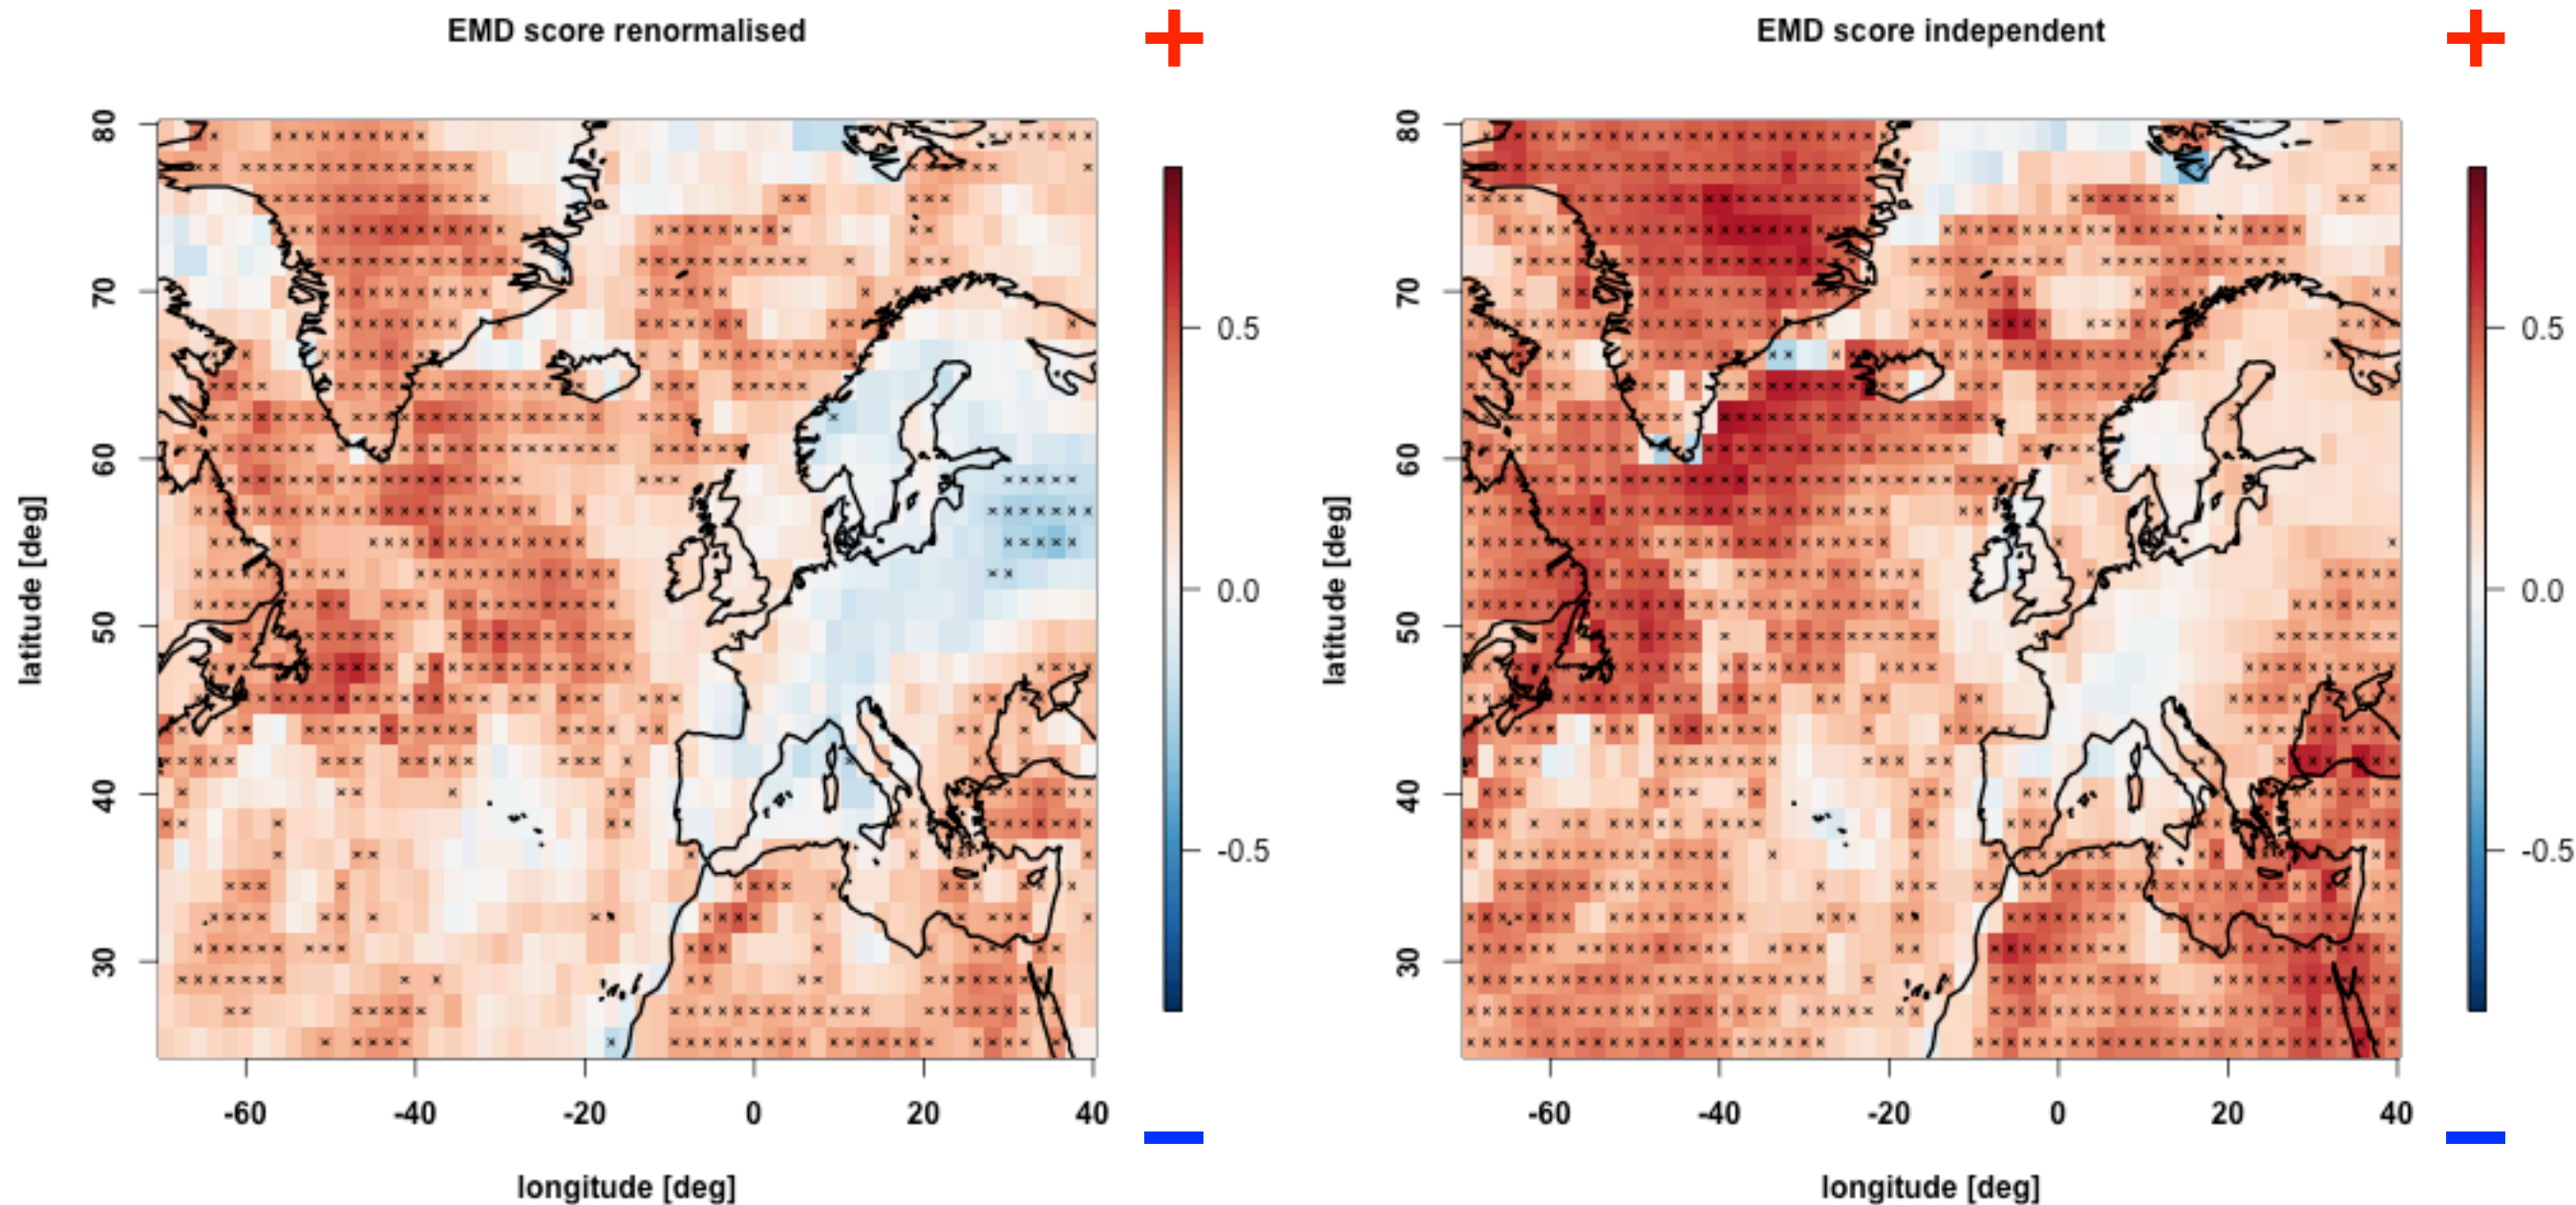 EMD score renormalised
+
80
70
60
50
40
30
latitude [deg]
-60 -40 -20 0 20 40
longitude [deg]
0.5
0.0
-0.5
EMD score independent
+
80
70
60
50
40
30
latitude [deg]
-60 -40 -20 0 20 40
longitude [deg]
0.5
0.0
-0.5